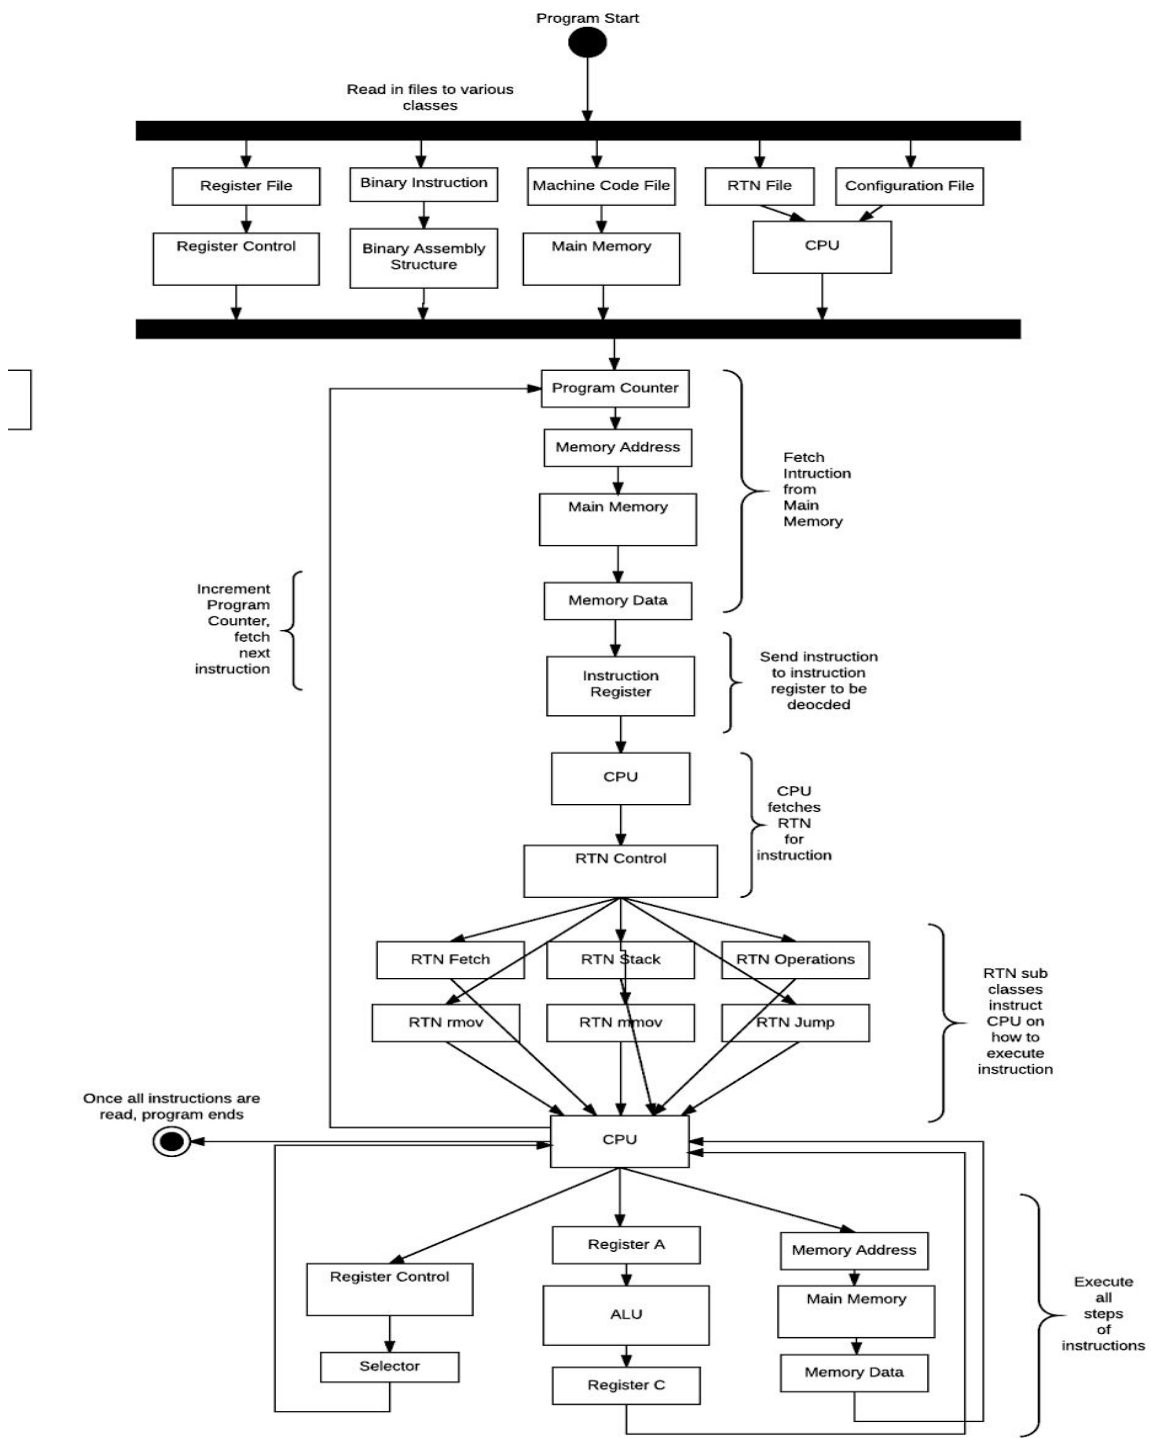 Program Start
Read in files to various
classes
Register File
Binary Instruction
Machine Code File
RTN File
Configuration File
Register Control
Binary Assembly
Structure
Main Memory
CPU
Program Counter
Memory Address
Main Memory
Memory Data
Fetch
Intruction
from
Main
Memory
Increment
Program
Counter,
fetch
next
instruction
Instruction
Register
Send instruction
to instruction
register to be
deocded
CPU
RTN Control
CPU
fetches
RTN
for
instruction
RTN Fetch
RTN Stack
RTN Operations
RTN rmov
RTN mmov
RTN Jump
RTN sub
classes
instruct
CPU on
how to
execute
instruction
Once all instructions are
read, program ends
CPU
Register Control
Selector
Register A
ALU
Register C
Memory Address
Main Memory
Memory Data
Execute
all
steps
of
instructions